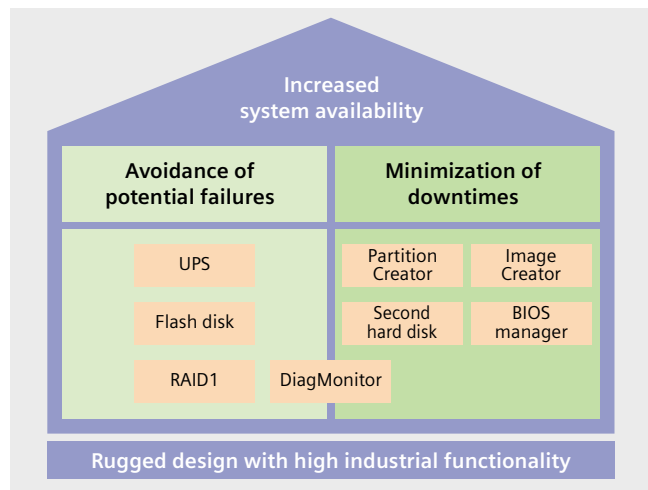 Increased
system availability
Avoidance of
potential failures
Minimization of
downtimes
UPS
Flash disk
RAID1
DiagMonitor
Partition
Creator
Image
Creator
Second
hard disk
BIOS
manager
Rugged design with high industrial functionality